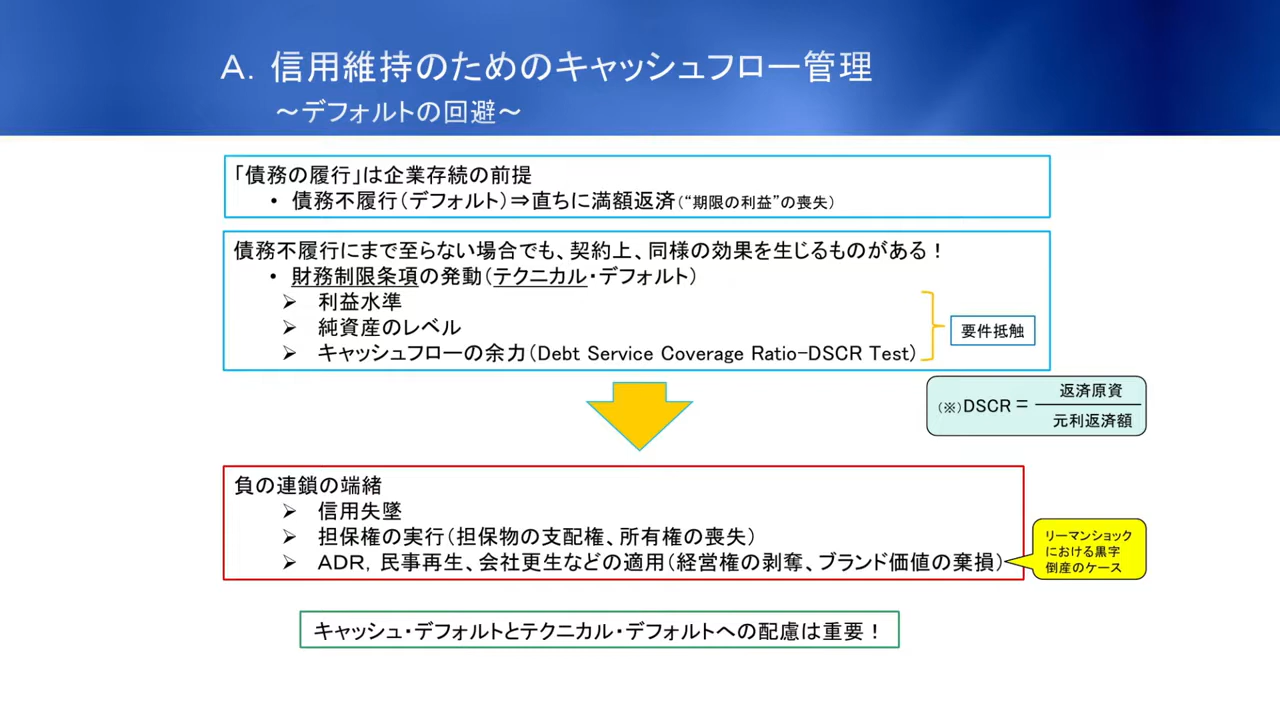 A．信用維持のためのキャッシュフロー管理
～デフォルトの回避～
「債務の履行」は企業存続の前提
• 債務不履行（デフォルト）⇒直ちに満額返済（“期限の利益”の喪失）
債務不履行にまで至らない場合でも、契約上、同様の効果を生じるものがある！
• 財務制限条項の発動（テクニカル・デフォルト）
➢ 利益水準
➢ 純資産のレベル
➢ キャッシュフローの余力（Debt Service Coverage Ratio-DSCR Test）
要件抵触
（※）DSCR＝
返済原資
元利返済額
負の連鎖の端緒
➢ 信用失墜
➢ 担保権の実行（担保物の支配権、所有権の喪失）
➢ ADR，民事再生、会社更生などの適用（経営権の剥奪、ブランド価値の棄損）
リーマンショック
における黒字
倒産のケース
キャッシュ・デフォルトとテクニカル・デフォルトへの配慮は重要！